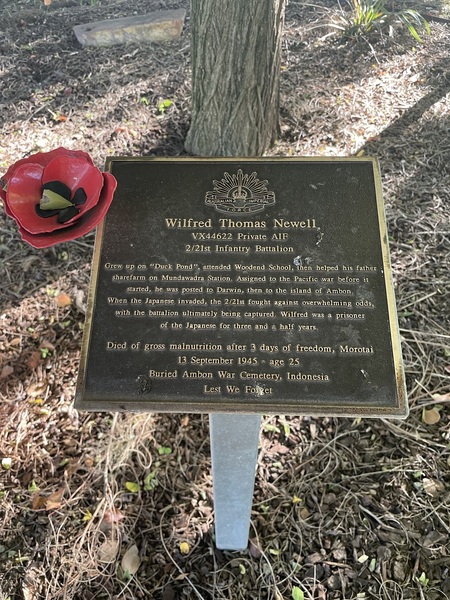 AUSTRALIAN IMPERIAL
FORCES
Wilfred Thomas Newell
VX44622 Private AIF
2/21st Infantry Battalion
Grew up on "Duck Pond", attended Woodend School, then helped his father
sharefarm on Mundawadra Station. Assigned to the Pacific war before it
started, he was posted to Darwin, then to the island of Ambon.
When the Japanese invaded, the 2/21st fought against overwhelming odds,
with the battalion ultimately being captured. Wilfred was a prisoner
of the Japanese for three and a half years.
Died of gross malnutrition after 3 days of freedom, Morotai
13 September 1945 - age 25
Buried Ambon War Cemetery, Indonesia
Lest We Forget